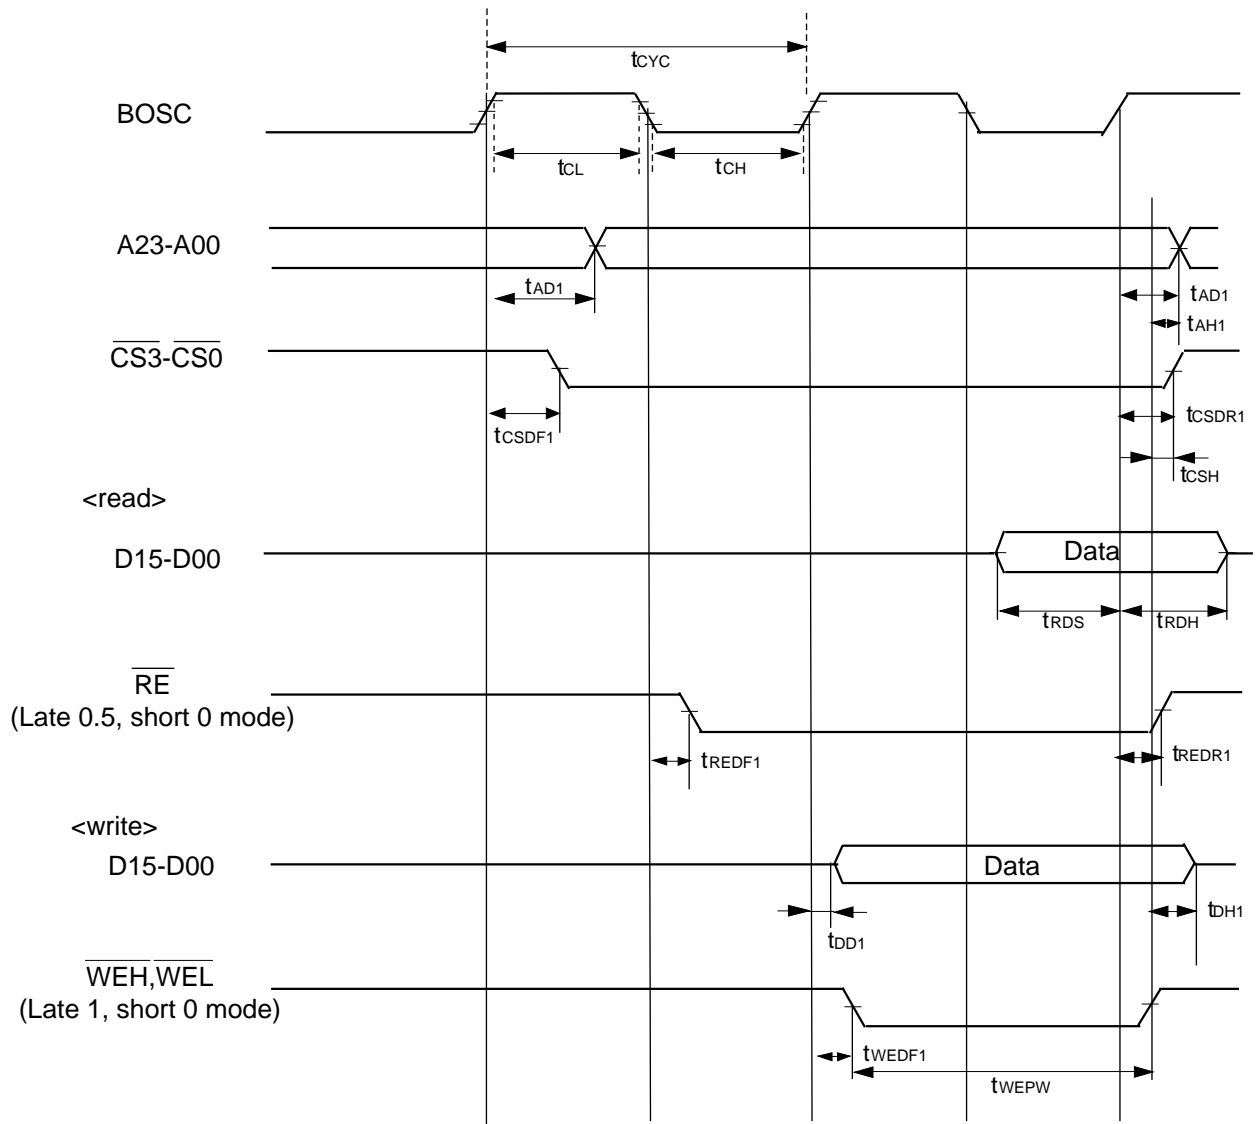 tCYC
BOSC
tCL
tCH
A23-A00
tAD1
tAD1
tAH1
CS3-CS0
tCSDF1
tCSDR1
tCSH
<read>
D15-D00
Data
tRDS
tRDH
RE
(Late 0.5, short 0 mode)
tREDF1
tREDR1
<write>
D15-D00
Data
tDH1
tDD1
WEH,WEL
(Late 1, short 0 mode)
tWEDF1
tWEPW